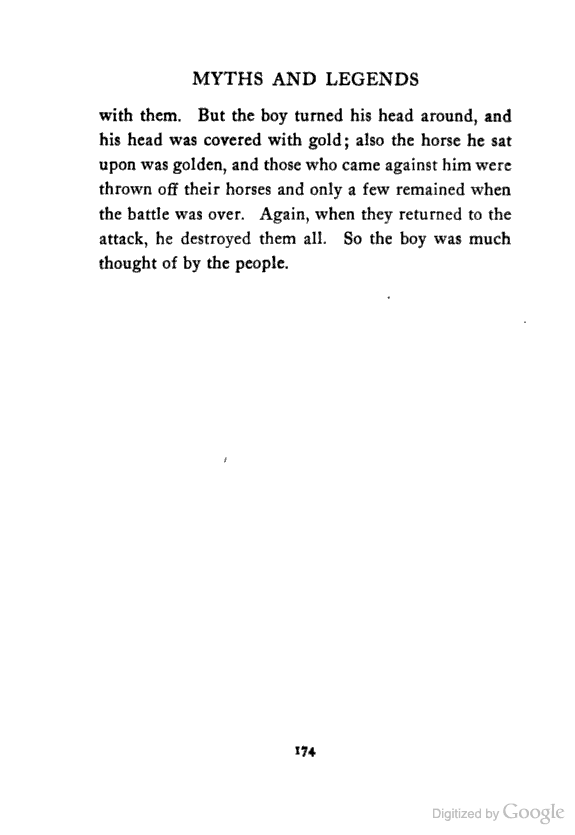 MYTHS AND LEGENDS
with them. But the boy turned his head around, and
his head was covered with gold; also the horse he sat
upon was golden, and those who came against him were
thrown off their horses and only a few remained when
the battle was over. Again, when they returned to the
attack, he destroyed them all. So the boy was much
thought of by the people.
174
Digitized by Google